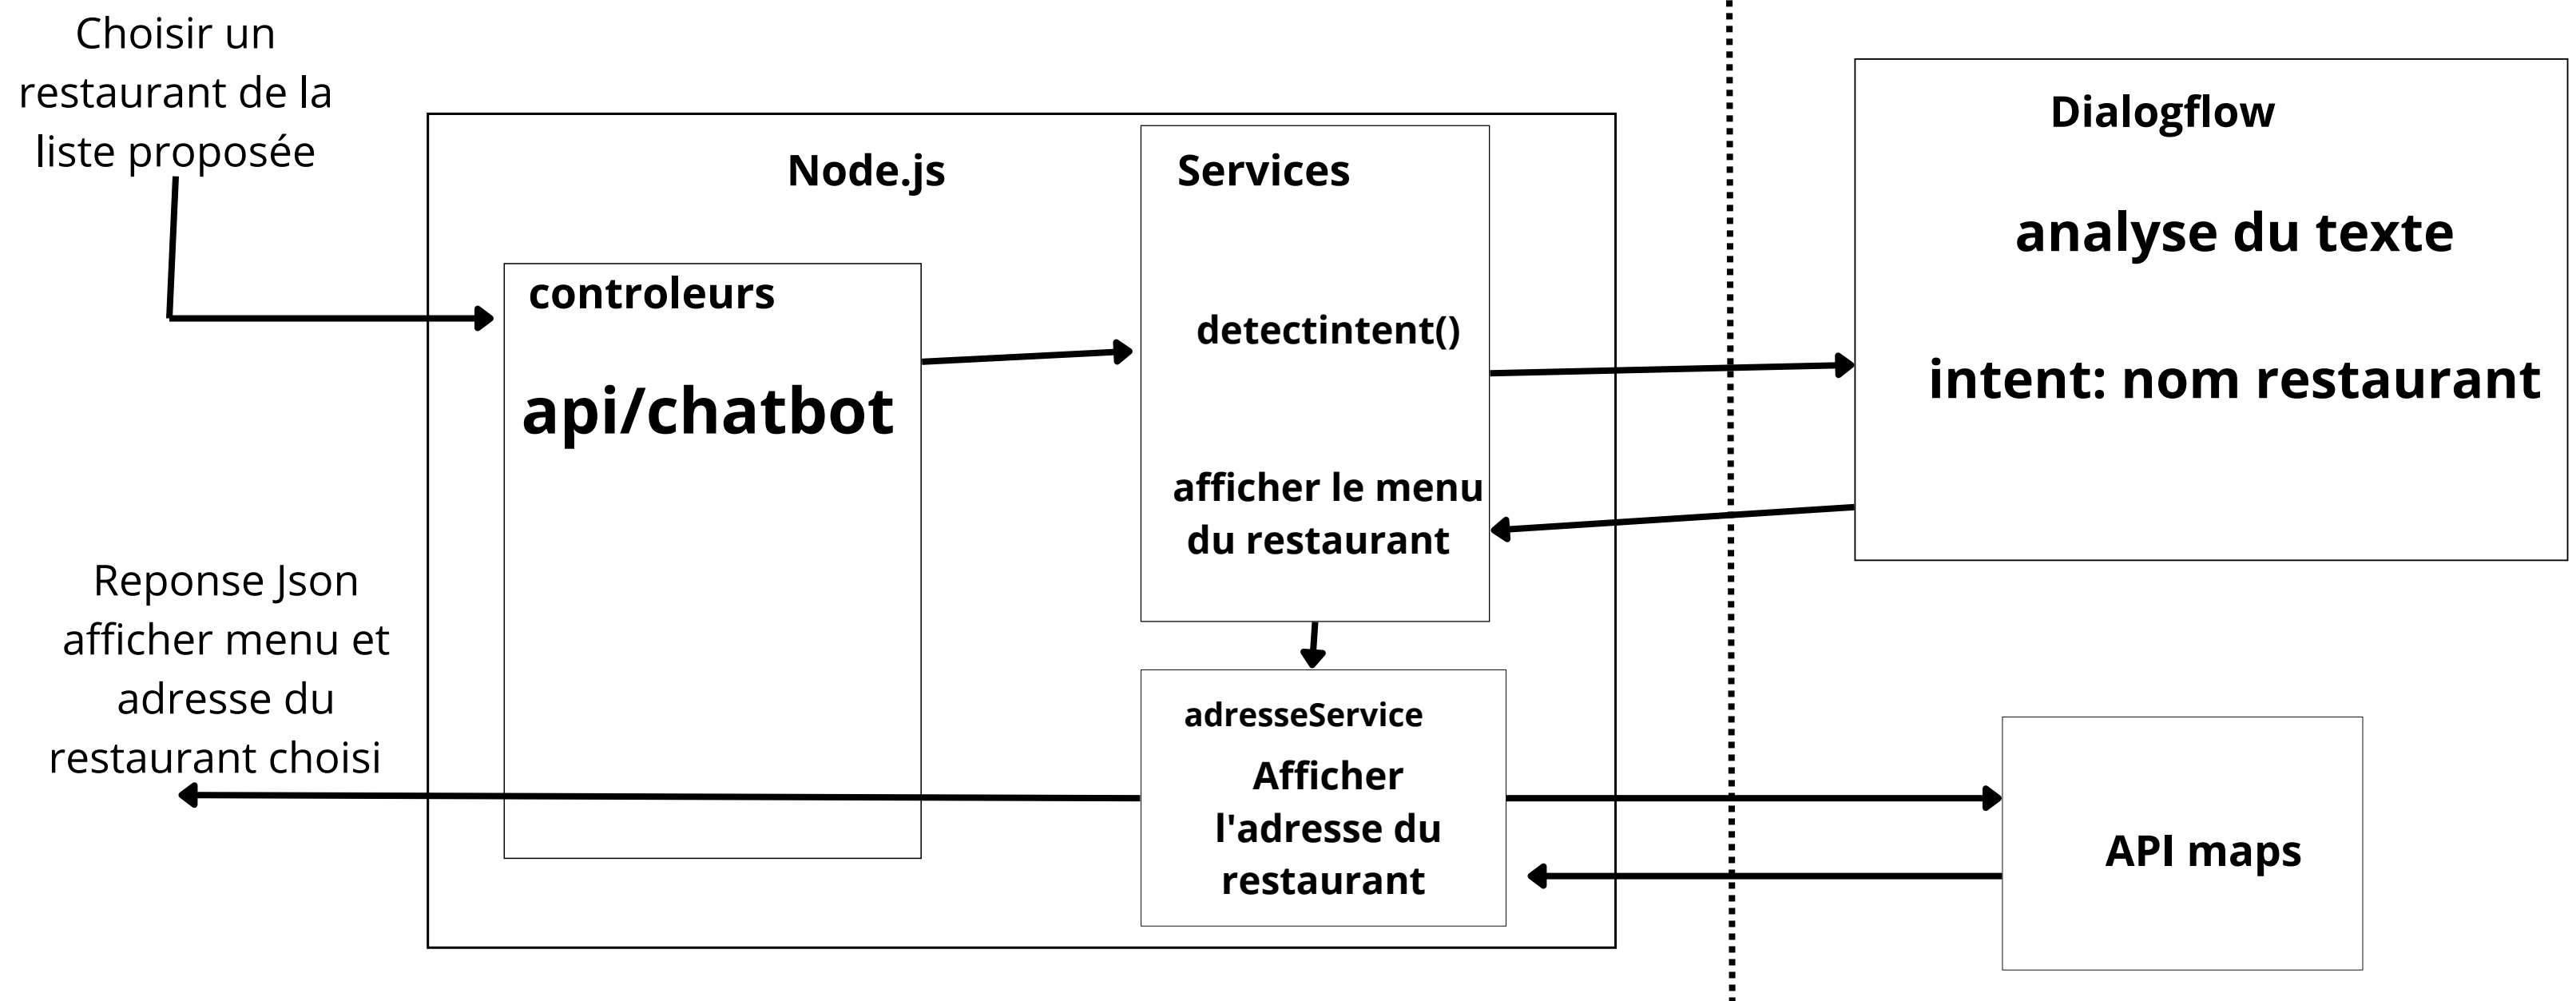 Choisir un
restaurant de la
liste proposée
Node.js
Services
Dialogflow
analyse du texte
controleurs
detectintent()
intent: nom restaurant
api/chatbot
afficher le menu
du restaurant
Reponse Json
afficher menu et
adresse du
restaurant choisi
adresseService
Afficher
l'adresse du
restaurant
API maps